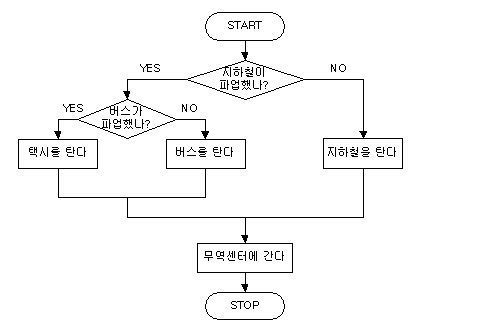 START
YES
지하철이
파업했나?
NO
YES
버스가
파업했나?
NO
택시를 탄다
버스를 탄다
지하철을 탄다
무역센터에 간다
STOP